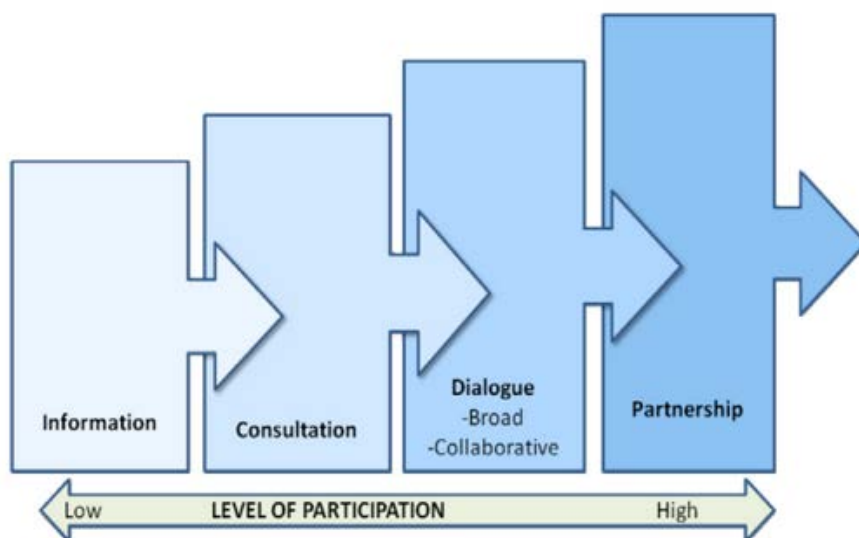 Information
Consultation
Dialogue
-Broad
-Collaborative
Partnership
Low LEVEL OF PARTICIPATION High